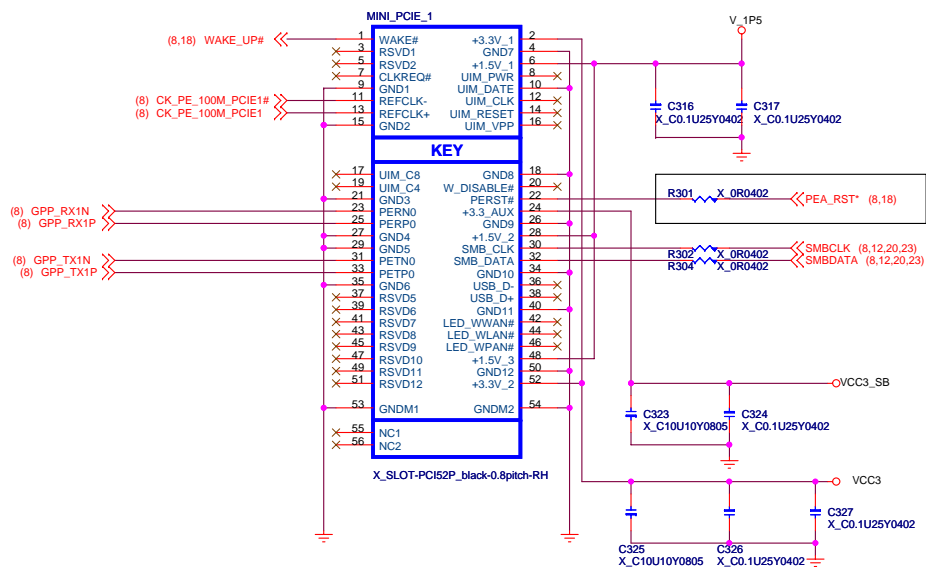 MINI_PCIE_1
V_1P5
(8,18) WAKE_UP# 1 WAKE# +3.3V_1 2
3 RSVD1 GND7 4
5 RSVD2 +1.5V_1 6
7 CLKREQ# UIM_PWR 8
9 GND1 UIM_DATE 10
(8) CK_PE_100M_PCIE1# 11 REFCLK- UIM_CLK 12
(8) CK_PE_100M_PCIE1 13 REFCLK+ UIM_RESET 14
15 GND2 UIM_VPP 16
C316
X_C0.1U25Y0402
C317
X_C0.1U25Y0402
KEY
17 UIM_C8 GND8 18
19 UIM_C4 W_DISABLE# 20
21 GND3 PERST# 22 R301 X_0R0402 PEA_RST* (8,18)
(8) GPP_RX1N 23 PERN0 +3.3_AUX 24
(8) GPP_RX1P 25 PERP0 GND9 26
27 GND4 +1.5V_2 28
29 GND5 SMB_CLK 30 R302 X_0R0402 SMBCLK (8,12,20,23)
(8) GPP_TX1N 31 PETN0 SMB_DATA 32 R304 X_0R0402 SMBDATA (8,12,20,23)
(8) GPP_TX1P 33 PETP0 GND10 34
35 GND6 USB_D- 36
37 RSVD5 USB_D+ 38
39 RSVD6 GND11 40
41 RSVD7 LED_WWAN# 42
43 RSVD8 LED_WLAN# 44
45 RSVD9 LED_WPAN# 46
47 RSVD10 +1.5V_3 48
49 RSVD11 GND12 50
51 RSVD12 +3.3V_2 52
VCC3_SB
53 GNDM1 GNDM2 54
C323
X_C10U10Y0805
C324
X_C0.1U25Y0402
55 NC1
56 NC2
X_SLOT-PCI52P_black-0.8pitch-RH
VCC3
C327
X_C0.1U25Y0402
C325
X_C10U10Y0805
C326
X_C0.1U25Y0402